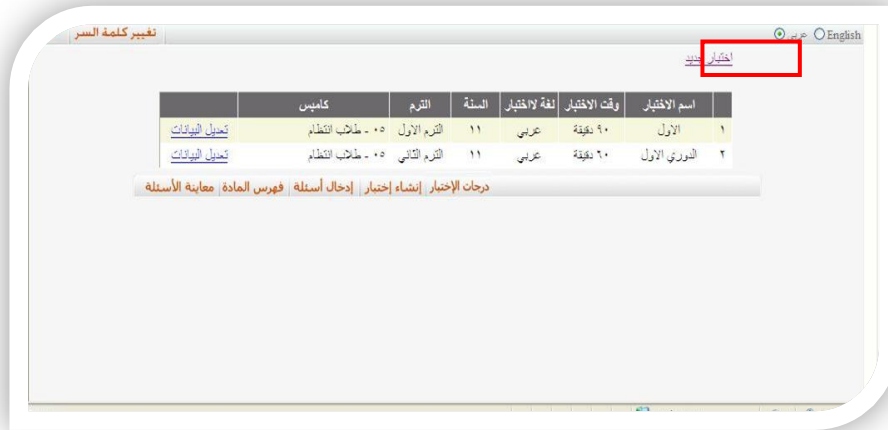 English عربى تغيير كلمة السر
اختبار جديد
اسم الاختبار وقت الاختبار لغة لااختبار السنة الترم كامبس
١ الاول ٩٠ دقيقة عربي ١١ الترم الاول ٠٥ - طلاب انتظام تعديل البيانات
٢ الدوري الاول ٦٠ دقيقة عربي ١١ الترم الثاني ٠٥ - طلاب انتظام تعديل البيانات
درجات الإختبار إنشاء إختبار إدخال أسئلة فهرس المادة معاينة الأسئلة